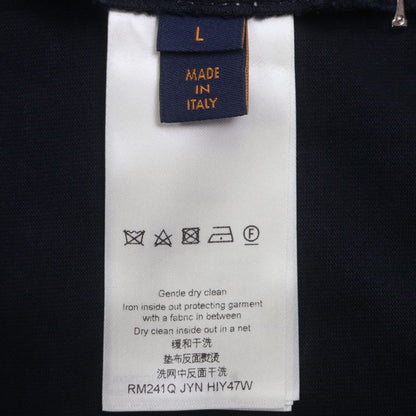 L
MADE
IN
ITALY
F
Gentle dry clean
Iron inside out protecting garment
with a fabric in between
Dry clean inside out in a net
缓和干洗
垫布反面熨烫
洗网中反面干洗
RM241Q JYN HIY47W